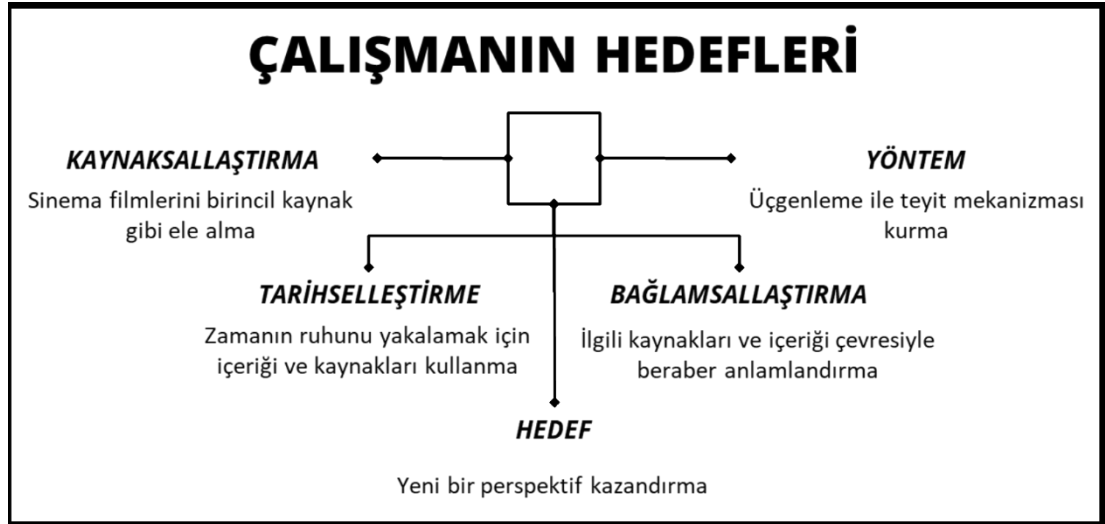 ÇALIŞMANIN HEDEFLERİ
KAYNAKSALLAŞTIRMA
Sinema filmlerini birincil kaynak
gibi ele alma
YÖNTEM
Üçgenleme ile teyit mekanizması
kurma
TARİHSELLEŞTİRME
Zamanın ruhunu yakalamak için
içeriği ve kaynakları kullanma
BAĞLAMSALLAŞTIRMA
İlgili kaynakları ve içeriği çevresiyle
beraber anlamlandırma
HEDEF
Yeni bir perspektif kazandırma